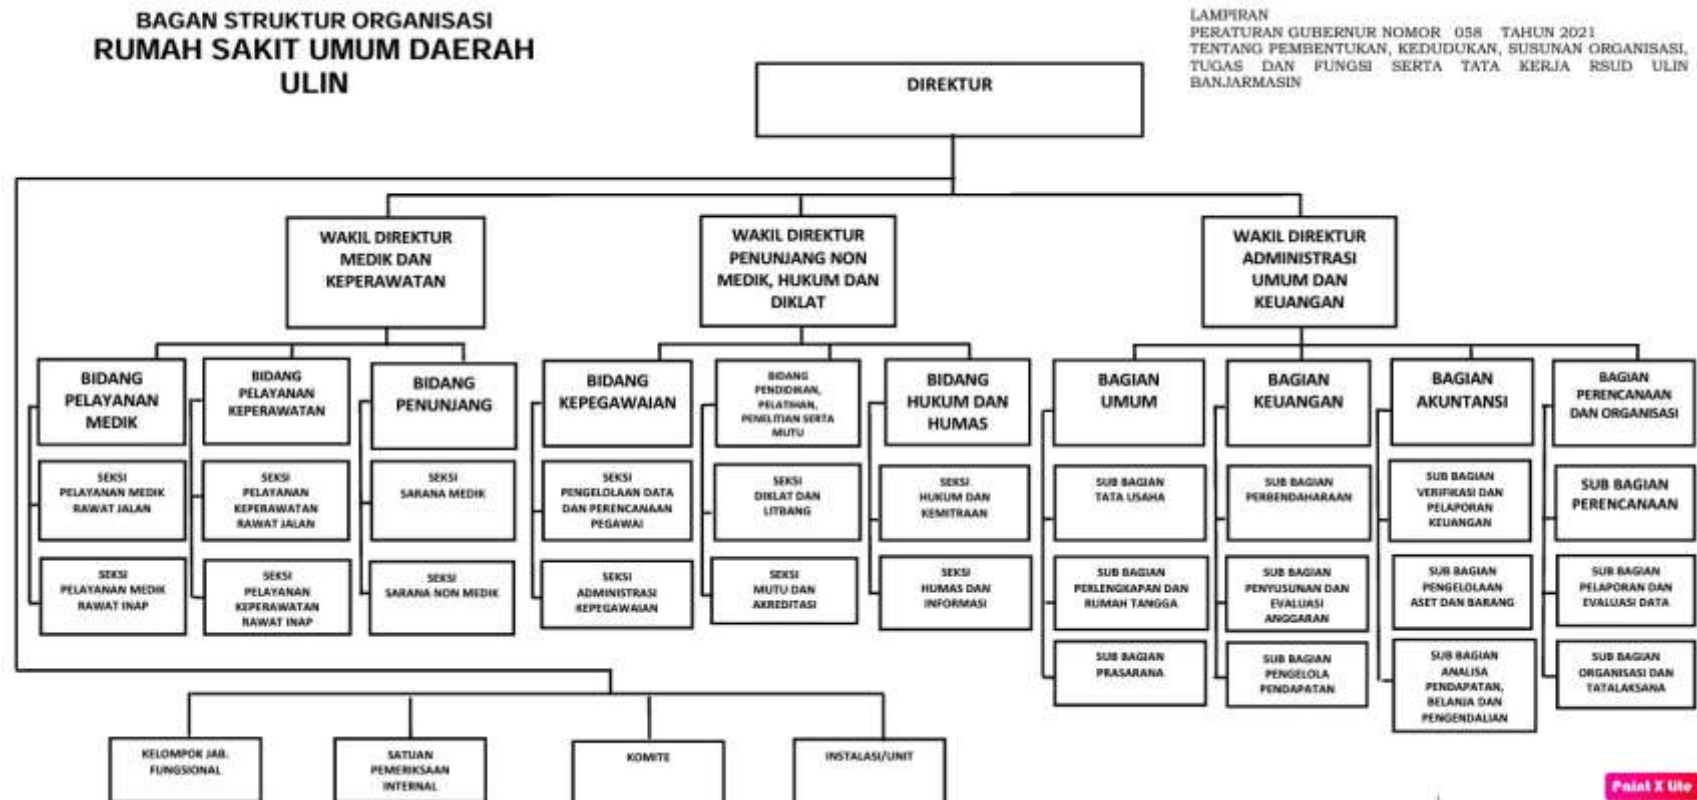 BAGAN STRUKTUR ORGANISASI
RUMAH SAKIT UMUM DAERAH
ULIN
LAMPIRAN
PERATURAN GUBERNUR NOMOR 058 TAHUN 2021
TENTANG PEMBENTUKAN, KEDUDUKAN, SUSUNAN ORGANISASI,
TUGAS DAN FUNGSI SERTA TATA KERJA RSUD ULIN
BANJARMASIN
DIREKTUR
WAKIL DIREKTUR
MEDIK DAN
KEPERAWATAN
WAKIL DIREKTUR
PENUNJANG NON
MEDIK, HUKUM DAN
DIKLAT
WAKIL DIREKTUR
ADMINISTRASI
UMUM DAN
KEUANGAN
BIDANG
PELAYANAN
MEDIK
BIDANG
PELAYANAN
KEPERAWATAN
BIDANG
PENUNJANG
BIDANG
KEPEGAWAIAN
BIDANG
PENDIDIKAN,
PELATIHAN,
PENELITIAN SERTA
MUTU
BIDANG
HUKUM DAN
HUMAS
BAGIAN
UMUM
BAGIAN
KEUANGAN
BAGIAN
AKUNTANSI
BAGIAN
PERENCANAAN
DAN ORGANISASI
SEKSI
PELAYANAN MEDIK
RAWAT JALAN
SEKSI
PELAYANAN
KEPERAWATAN
RAWAT JALAN
SEKSI
SARANA MEDIK
SEKSI
PENGELOLAAN DATA
DAN PERENCANAAN
PEGAWAI
SEKSI
DIKLAT DAN
LITBANG
SEKSI
HUKUM DAN
KEMITRAAN
SUB BAGIAN
TATA USAHA
SUB BAGIAN
PERBENDAHARAAN
SUB BAGIAN
VERIFIKASI DAN
PELAPORAN
KEUANGAN
SUB BAGIAN
PERENCANAAN
SEKSI
PELAYANAN MEDIK
RAWAT INAP
SEKSI
PELAYANAN
KEPERAWATAN
RAWAT INAP
SEKSI
SARANA NON MEDIK
SEKSI
ADMINISTRASI
KEPEGAWAIAN
SEKSI
MUTU DAN
AKREDITASI
SEKSI
HUMAS DAN
INFORMASI
SUB BAGIAN
PERLENGKAPAN DAN
RUMAH TANGGA
SUB BAGIAN
PENYUSUNAN DAN
EVALUASI
ANGGARAN
SUB BAGIAN
PENGELOLAAN
ASET DAN BARANG
SUB BAGIAN
PELAPORAN DAN
EVALUASI DATA
SUB BAGIAN
PRASARANA
SUB BAGIAN
PENGELOLA
PENDAPATAN
SUB BAGIAN
ANALISA
PENDAPATAN,
BELANJA DAN
PENGENDALIAN
SUB BAGIAN
ORGANISASI DAN
TATALAKSANA
KELOMPOK JAB.
FUNGSIONAL
SATUAN
PEMERIKSAAN
INTERNAL
KOMITE
INSTALASI/UNIT
Paint X lite